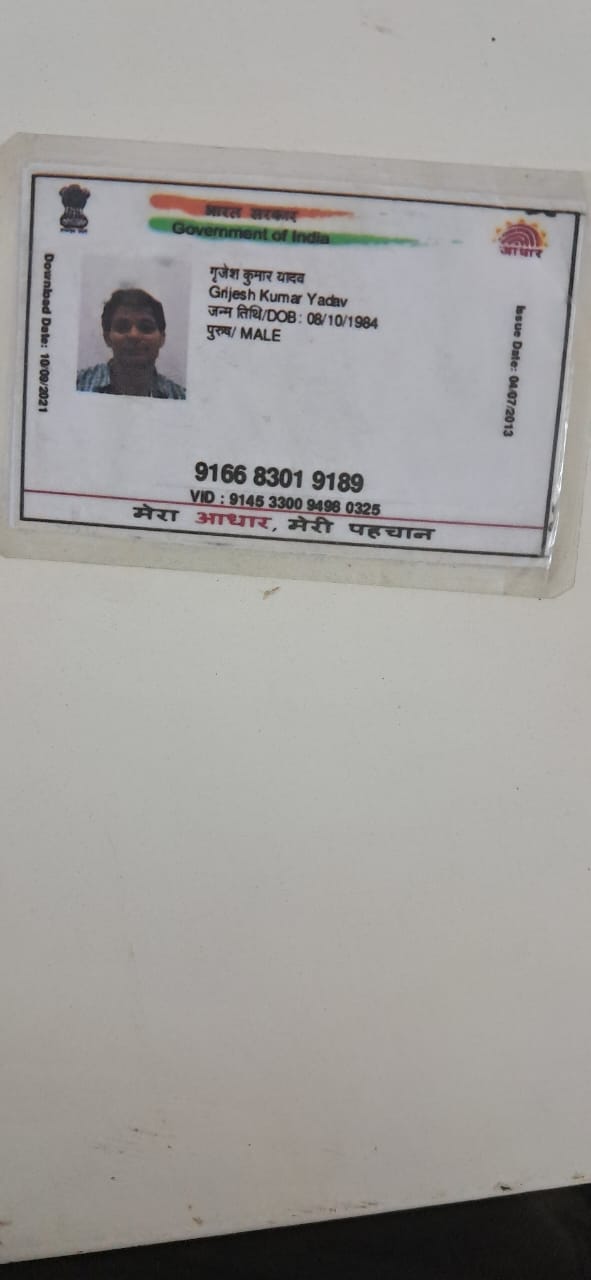 भारत सरकार
Government of India
आधार
Download Date: 10/09/2021
गृजेश कुमार यादव
Grijesh Kumar Yadav
जन्म तिथि/DOB: 08/10/1984
पुरुष/ MALE
Issue Date: 04/07/2013
9166 8301 9189
VID : 9145 3300 9498 0325
मेरा आधार, मेरी पहचान